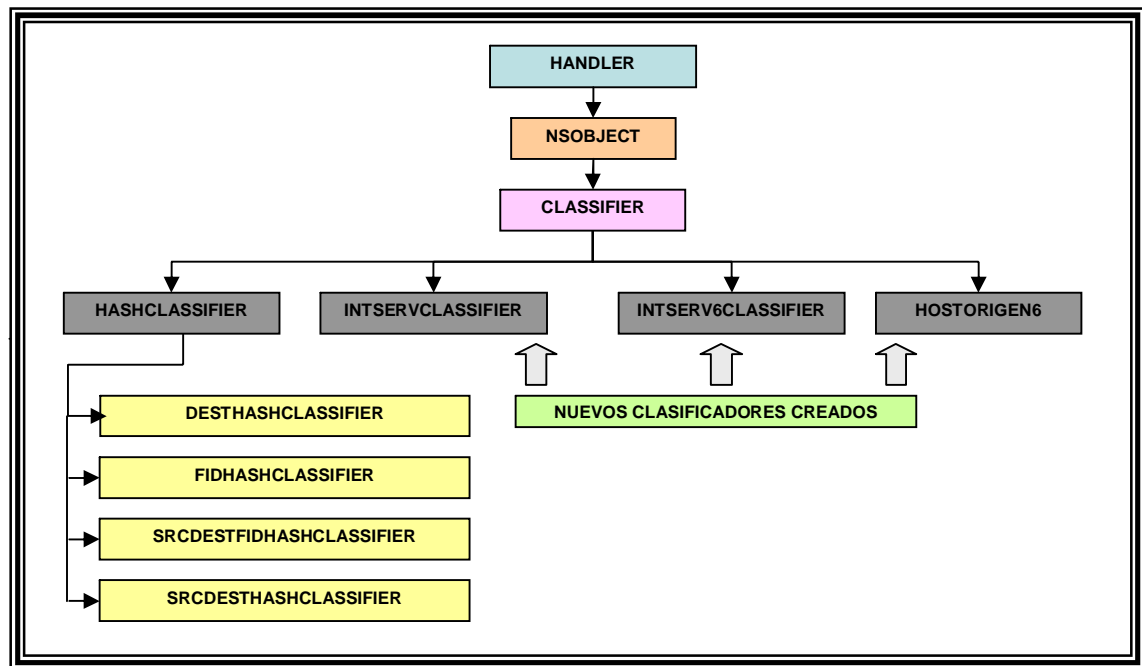 HANDLER
NSOBJECT
CLASSIFIER
HASHCLASSIFIER
INTSERVCLASSIFIER
INTSERV6CLASSIFIER
HOSTORIGEN6
DESTHASHCLASSIFIER
NUEVOS CLASIFICADORES CREADOS
FIDHASHCLASSIFIER
SRCDESTFIDHASHCLASSIFIER
SRCDESTHASHCLASSIFIER